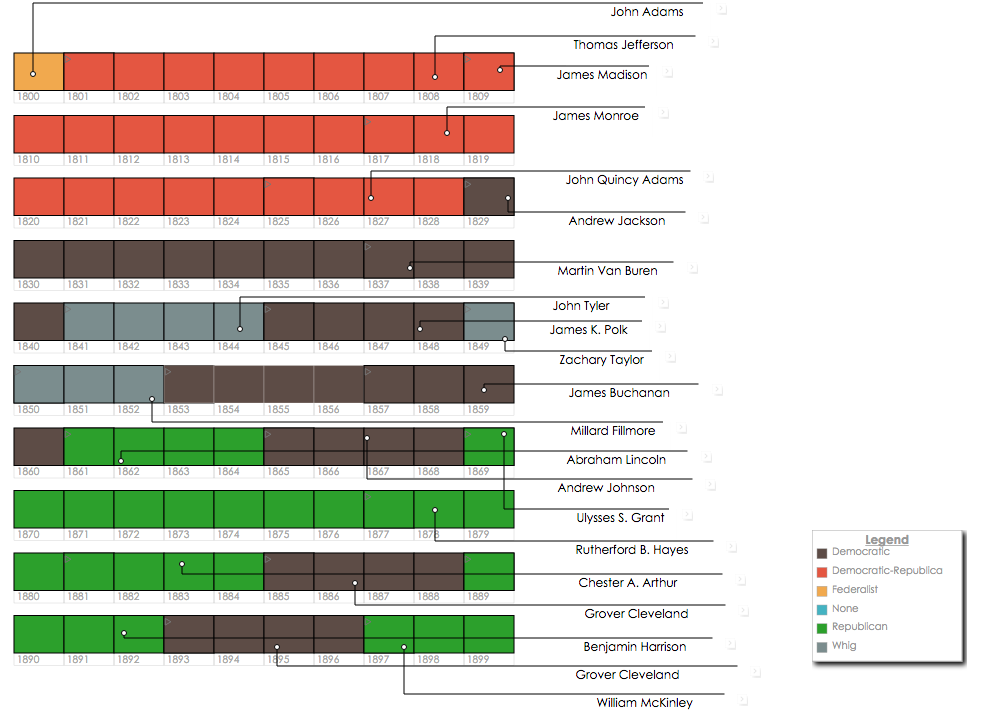 John Adams
Thomas Jefferson
James Madison
1800 1801 1802 1803 1804 1805 1806 1807 1808 1809
James Monroe
1810 1811 1812 1813 1814 1815 1816 1817 1818 1819
John Quincy Adams
Andrew Jackson
1820 1821 1822 1823 1824 1825 1826 1827 1828 1829
Martin Van Buren
1830 1831 1832 1833 1834 1835 1836 1837 1838 1839
John Tyler
James K. Polk
1840 1841 1842 1843 1844 1845 1846 1847 1848 1849
Zachary Taylor
James Buchanan
1850 1851 1852 1853 1854 1855 1856 1857 1858 1859
Millard Fillmore
Abraham Lincoln
1860 1861 1862 1863 1864 1865 1866 1867 1868 1869
Andrew Johnson
Ulysses S. Grant
1870 1871 1872 1873 1874 1875 1876 1877 1878 1879
Rutherford B. Hayes
Chester A. Arthur
1880 1881 1882 1883 1884 1885 1886 1887 1888 1889
Grover Cleveland
Benjamin Harrison
1890 1891 1892 1893 1894 1895 1896 1897 1898 1899
Grover Cleveland
William McKinley
Legend
Democratic
Democratic-Republica
Federalist
None
Republican
Whig